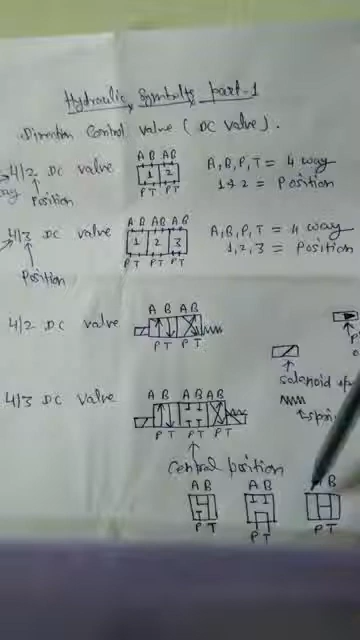 Hydraulic Symbols part-1
Direction Control valve (DC valve).
A B A B
4/2 DC valve
1 2
A, B, P, T = 4 way
P T P T
1 & 2 = Position
way
Position
A B A B A B
4/3 DC valve
1 2 3
A, B, P, T = 4 way
P T P T P T
1, 2, 3 = Position
Position
A B A B
4/2 DC valve
P T P T
solenoid
A B A B A B
4/3 DC valve
P T P T P T
Central position
A B A B B
P T P T P T